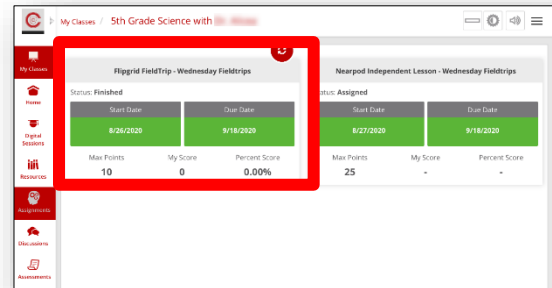 My Classes / 5th Grade Science with
My Classes
Home
Digital Sessions
Resources
Assignments
Discussions
Assessments
Flipgrid FieldTrip - Wednesday Fieldtrips
Status: Finished
Start Date Due Date
8/26/2020 9/18/2020
Max Points My Score Percent Score
10 0 0.00%
Nearpod Independent Lesson - Wednesday Fieldtrips
atus: Assigned
Start Date Due Date
8/27/2020 9/18/2020
Max Points My Score Percent Score
25 - -